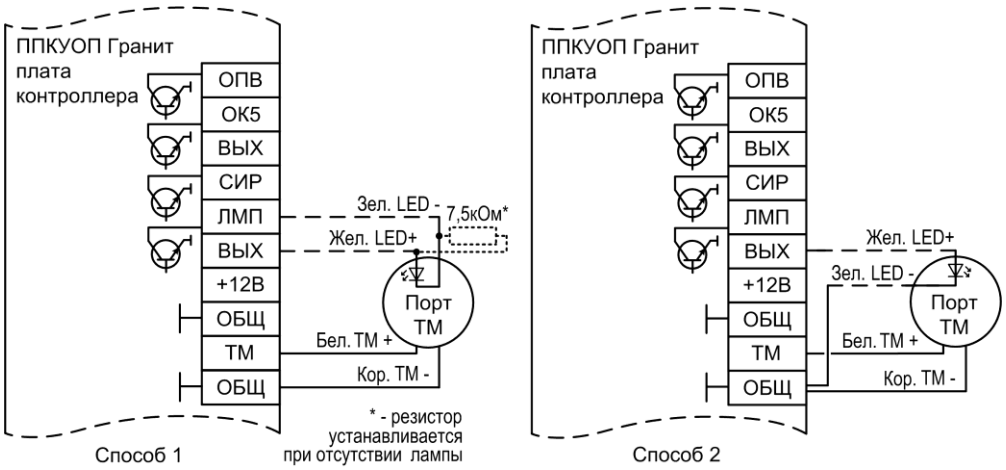 ППКУОП Гранит
плата
контроллера
ОПВ
ОК5
ВЫХ
СИР
ЛМП
ВЫХ
+12В
ОБЩ
ТМ
ОБЩ
Зел. LED -
7,5кОм*
Жел. LED+
Порт
ТМ
Бел. ТМ +
Кор. ТМ -
* - резистор
устанавливается
при отсутствии лампы
Способ 1
ППКУОП Гранит
плата
контроллера
ОПВ
ОК5
ВЫХ
СИР
ЛМП
ВЫХ
+12В
ОБЩ
ТМ
ОБЩ
Жел. LED+
Зел. LED -
Порт
ТМ
Бел. ТМ +
Кор. ТМ -
Способ 2